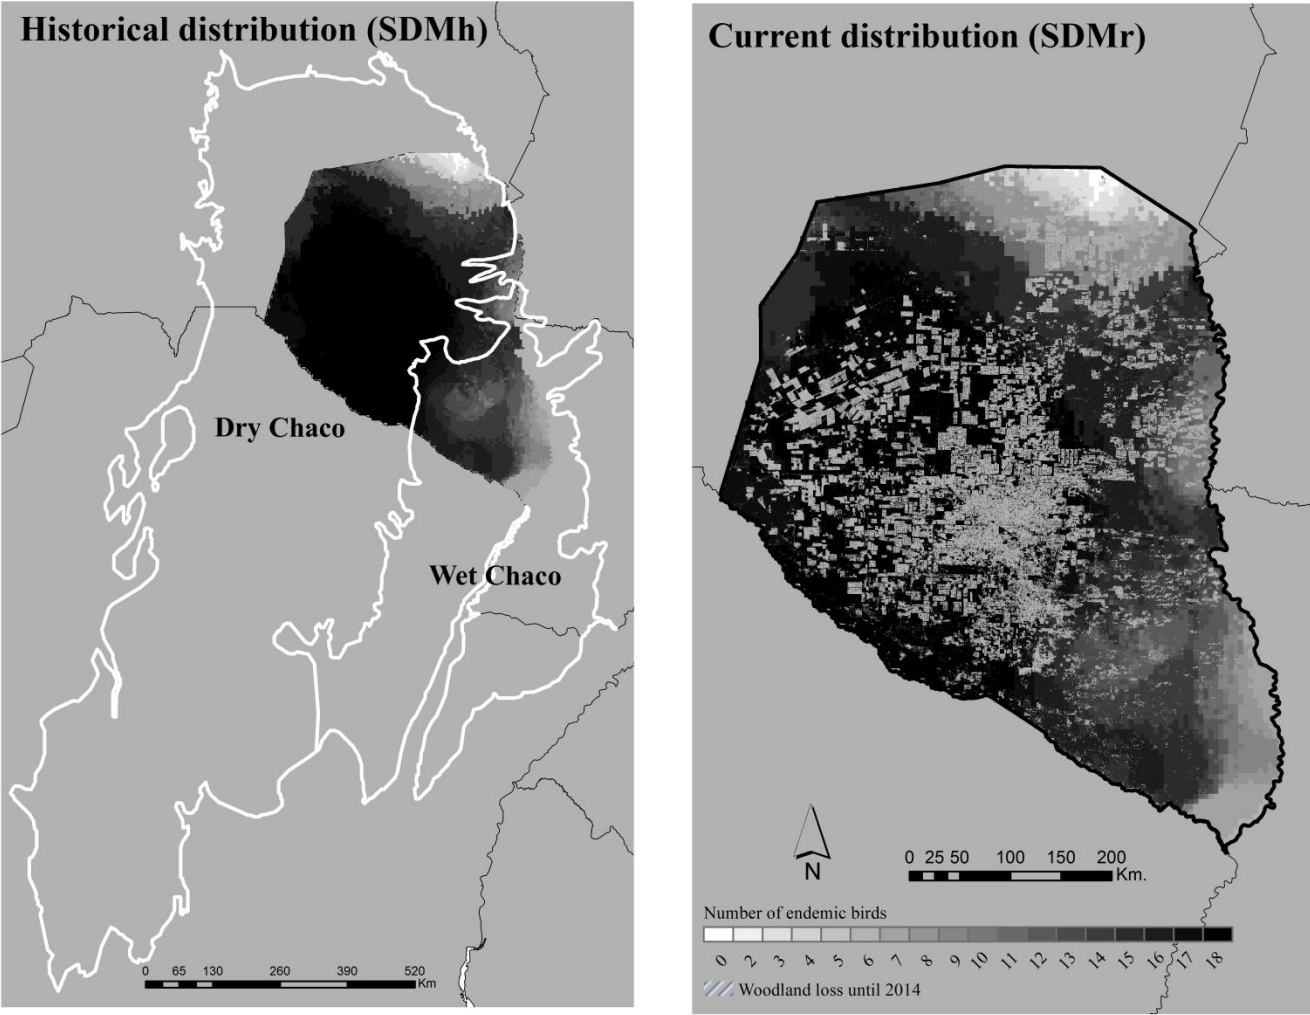 Historical distribution (SDMh)
Dry Chaco
Wet Chaco
0 65 130 260 390 520
Km
Current distribution (SDMr)
N
0 25 50 100 150 200
Km.
Number of endemic birds
0 2 3 4 5 6 7 8 9 10 11 12 13 14 15 16 17 18
Woodland loss until 2014